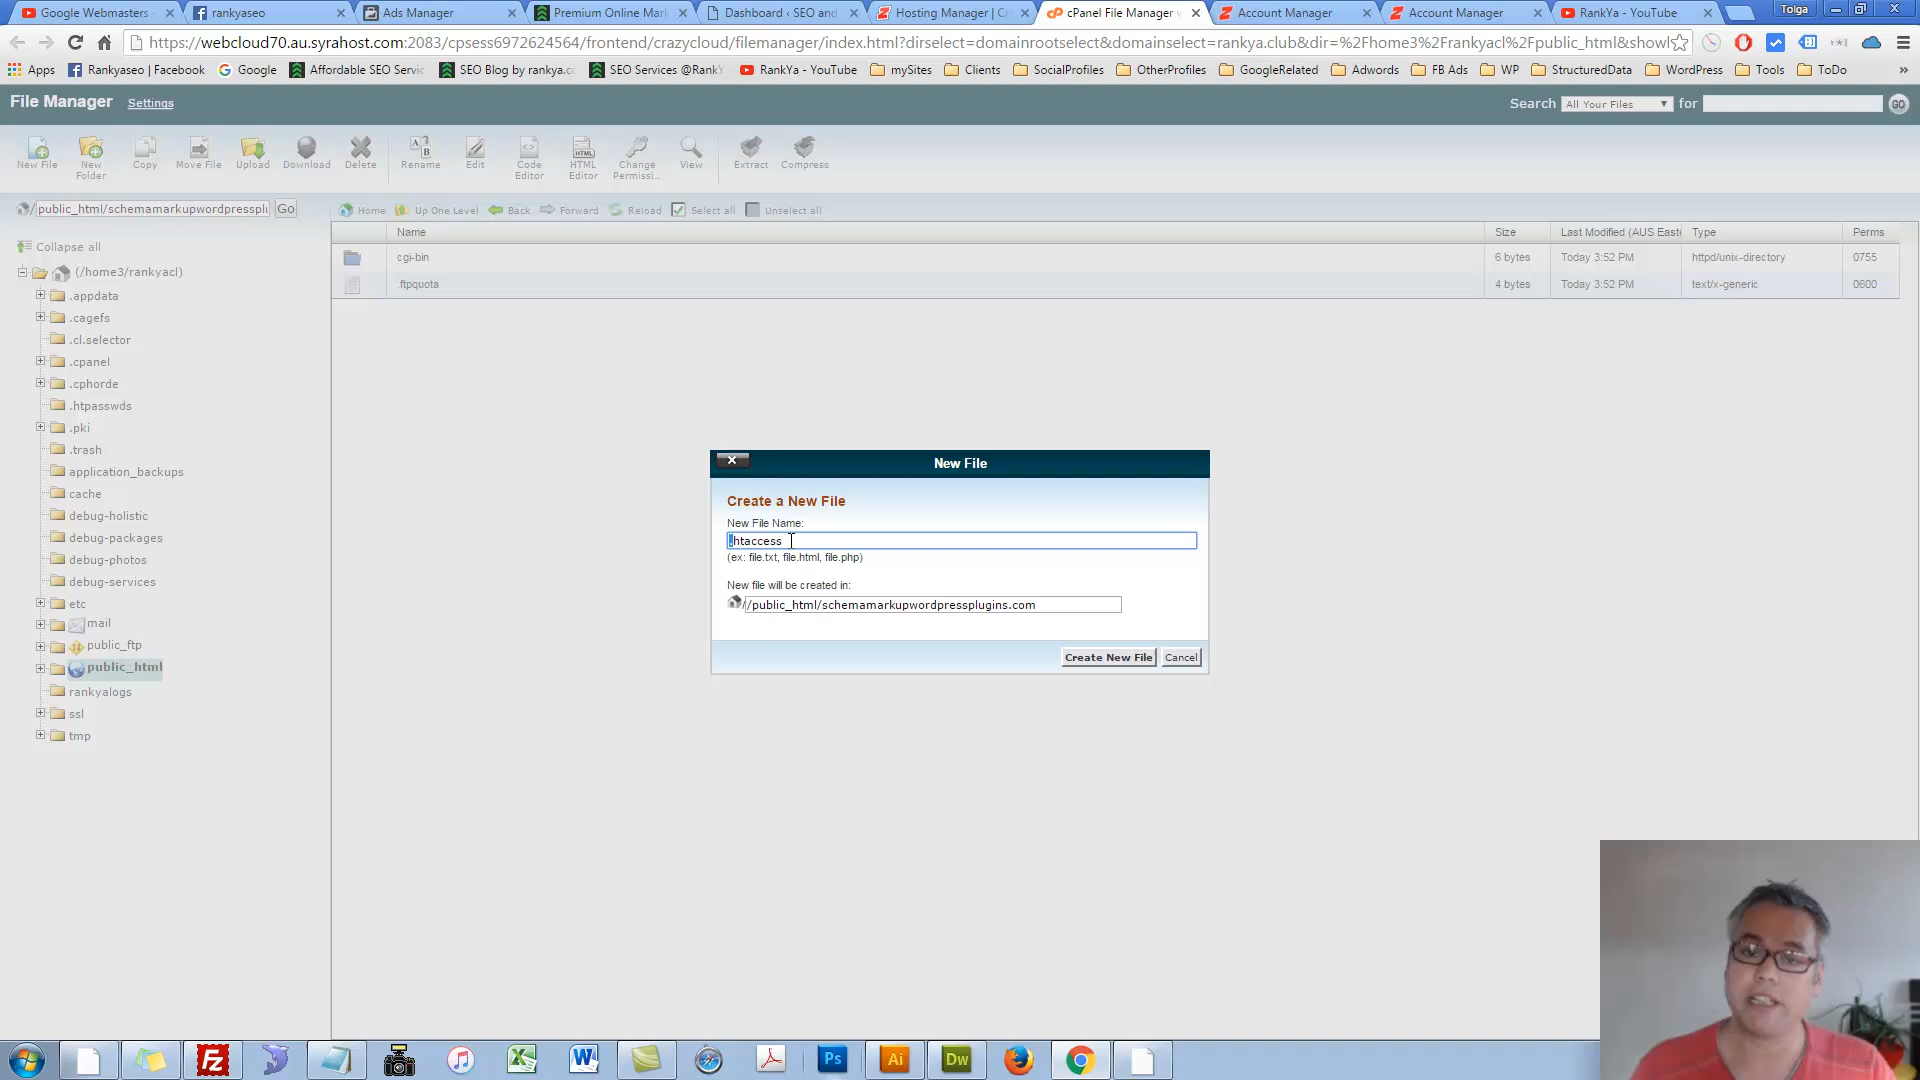 Google Webmasters -
rankyaseo
Ads Manager
Premium Online Mar
Dashboard ‹ SEO and
Hosting Manager | Cr
cPanel File Manager v
Account Manager
Account Manager
RankYa - YouTube
Tolga
https://webcloud70.au.syrahost.com:2083/cpsess6972624564/frontend/crazycloud/filemanager/index.html?dirselect=domainrootselect&domainselect=rankya.club&dir=%2Fhome3%2Frankyacl%2Fpublic_html&showl
Apps
Rankyaseo | Facebook
Google
Affordable SEO Servic
SEO Blog by rankya.c
SEO Services @RankY
RankYa - YouTube
mySites
Clients
SocialProfiles
OtherProfiles
GoogleRelated
Adwords
FB Ads
WP
StructuredData
WordPress
Tools
ToDo
»
File Manager
Settings
Search
All Your Files
for
GO
New File
New Folder
Copy
Move File
Upload
Download
Delete
Rename
Edit
Code Editor
HTML Editor
Change Permissi...
View
Extract
Compress
/public_html/schemamarkupwordpressplu
Go
Home
Up One Level
Back
Forward
Reload
Select all
Unselect all
Collapse all
(/home3/rankyacl)
.appdata
.cagefs
.cl.selector
.cpanel
.cphorde
.htpasswds
.pki
.trash
application_backups
cache
debug-holistic
debug-packages
debug-photos
debug-services
etc
mail
public_ftp
public_html
rankyalogs
ssl
tmp
Name
Size
Last Modified (AUS Easte
Type
Perms
cgi-bin
6 bytes
Today 3:52 PM
httpd/unix-directory
0755
.ftpquota
4 bytes
Today 3:52 PM
text/x-generic
0600
New File
Create a New File
New File Name:
.htaccess
(ex: file.txt, file.html, file.php)
New file will be created in:
//public_html/schemamarkupwordpressplugins.com
Create New File
Cancel
Fz
W
Ps
Ai
Dw